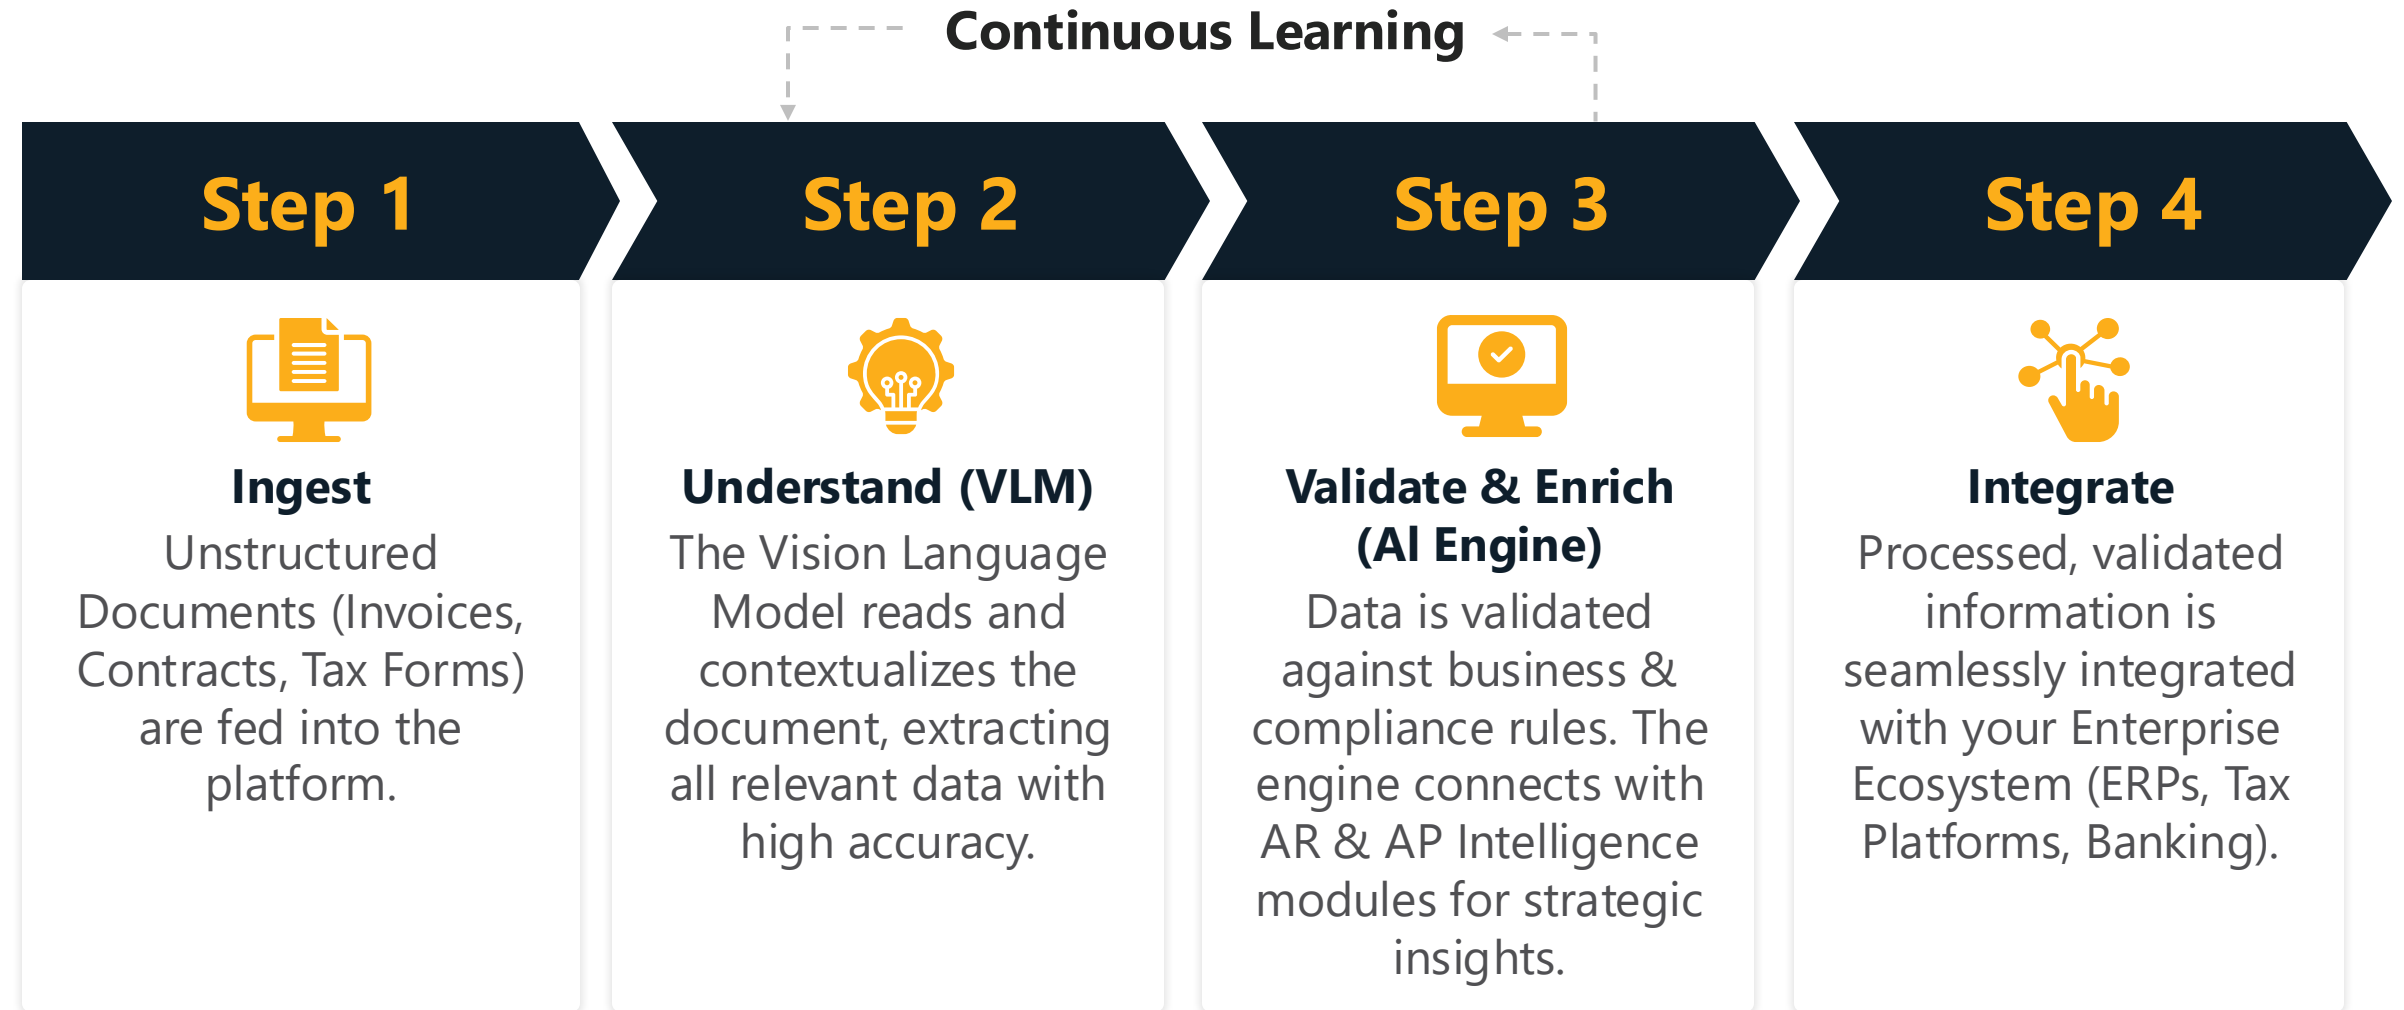 Continuous Learning
Step 1
Step 2
Step 3
Step 4
Ingest
Unstructured
Documents (Invoices,
Contracts, Tax Forms)
are fed into the
platform.
Understand (VLM)
The Vision Language
Model reads and
contextualizes the
document, extracting
all relevant data with
high accuracy.
Validate & Enrich
(Al Engine)
Data is validated
against business &
compliance rules. The
engine connects with
AR & AP Intelligence
modules for strategic
insights.
Integrate
Processed, validated
information is
seamlessly integrated
with your Enterprise
Ecosystem (ERPs, Tax
Platforms, Banking).